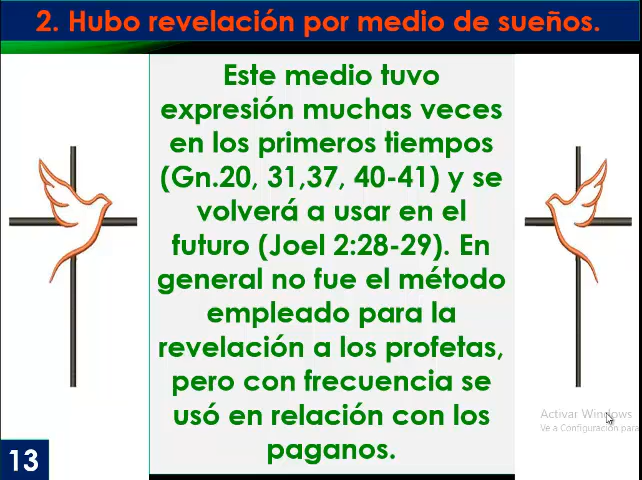 2. Hubo revelación por medio de sueños.
Este medio tuvo
expresión muchas veces
en los primeros tiempos
(Gn.20, 31,37, 40-41) y se
volverá a usar en el
futuro (Joel 2:28-29). En
general no fue el método
empleado para la
revelación a los profetas,
pero con frecuencia se
usó en relación con los
paganos.
Activar Windows
Ve a Configuración para
13